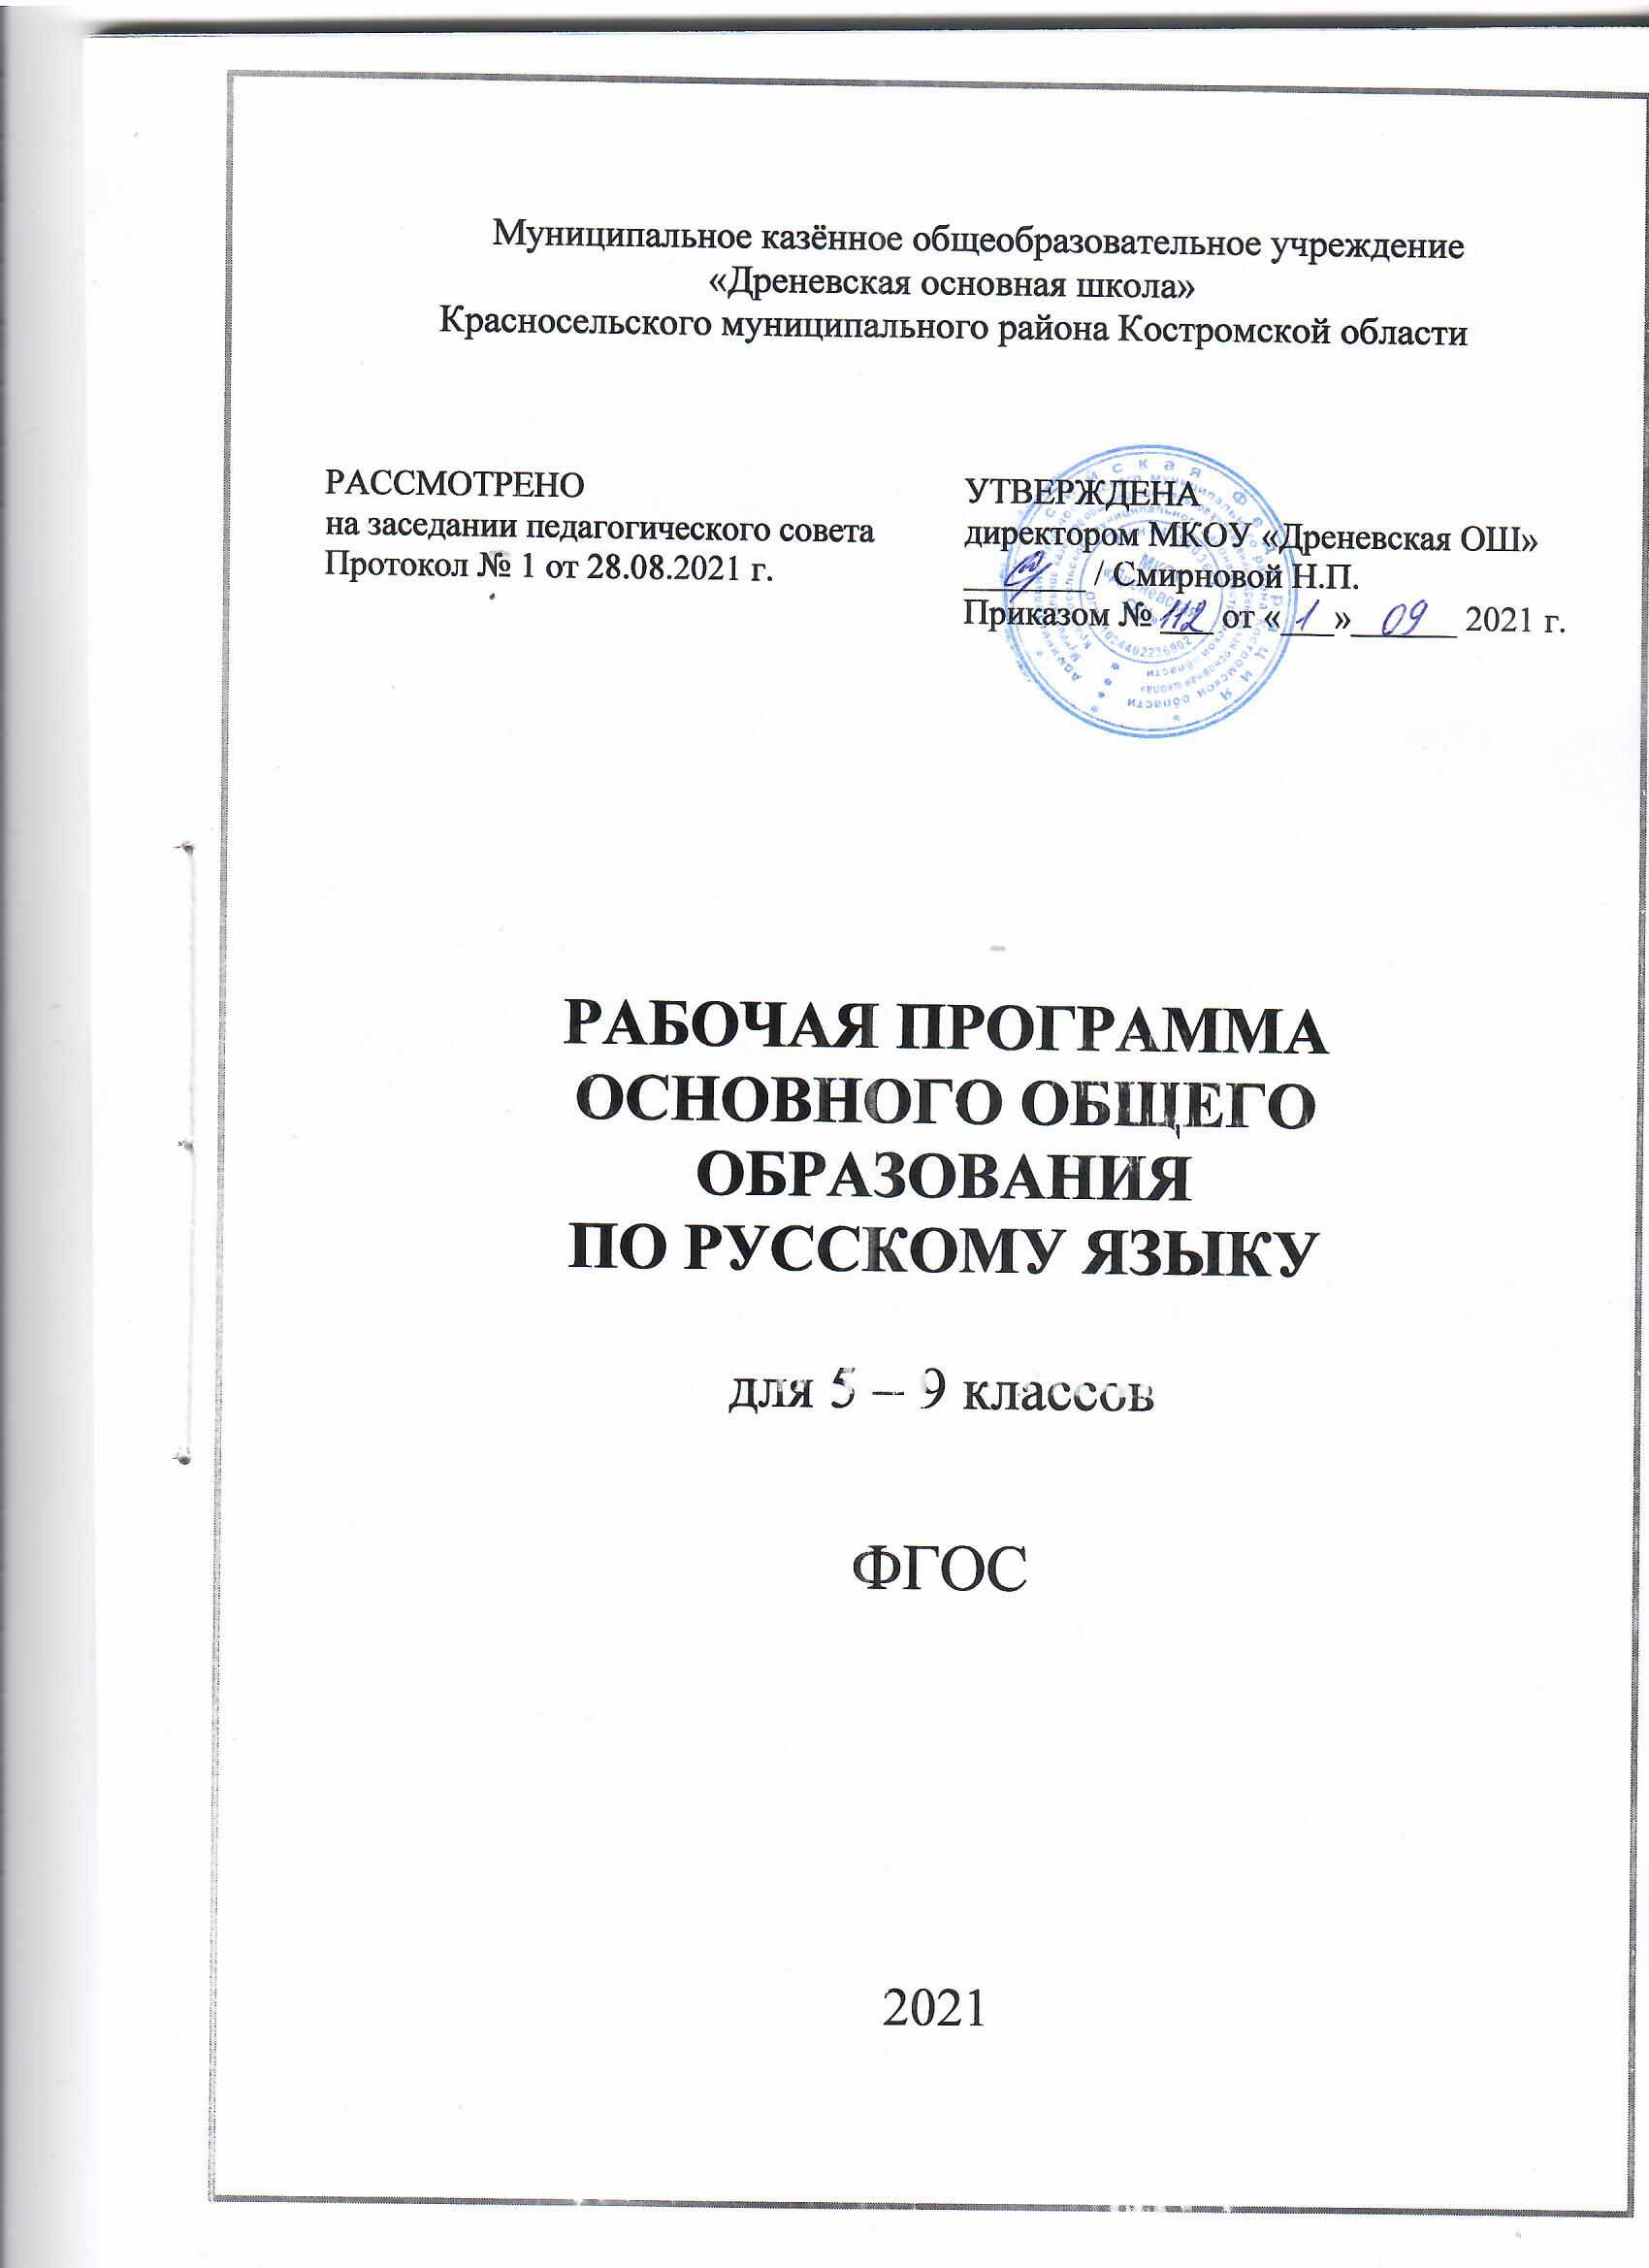 Муниципальное казённое общеобразовательное учреждение
«Дреневская основная школа»
Красносельского муниципального района Костромской области
РАССМОТРЕНО
на заседании педагогического совета
Протокол № 1 от 28.08.2021 г.
УТВЕРЖДЕНА
директором МКОУ «Дреневская ОШ»
________ / Смирновой Н.П.
Приказом № 112 от «1» 09 2021 г.
РАБОЧАЯ ПРОГРАММА
ОСНОВНОГО ОБЩЕГО
ОБРАЗОВАНИЯ
ПО РУССКОМУ ЯЗЫКУ
для 5 – 9 классов
ФГОС
2021